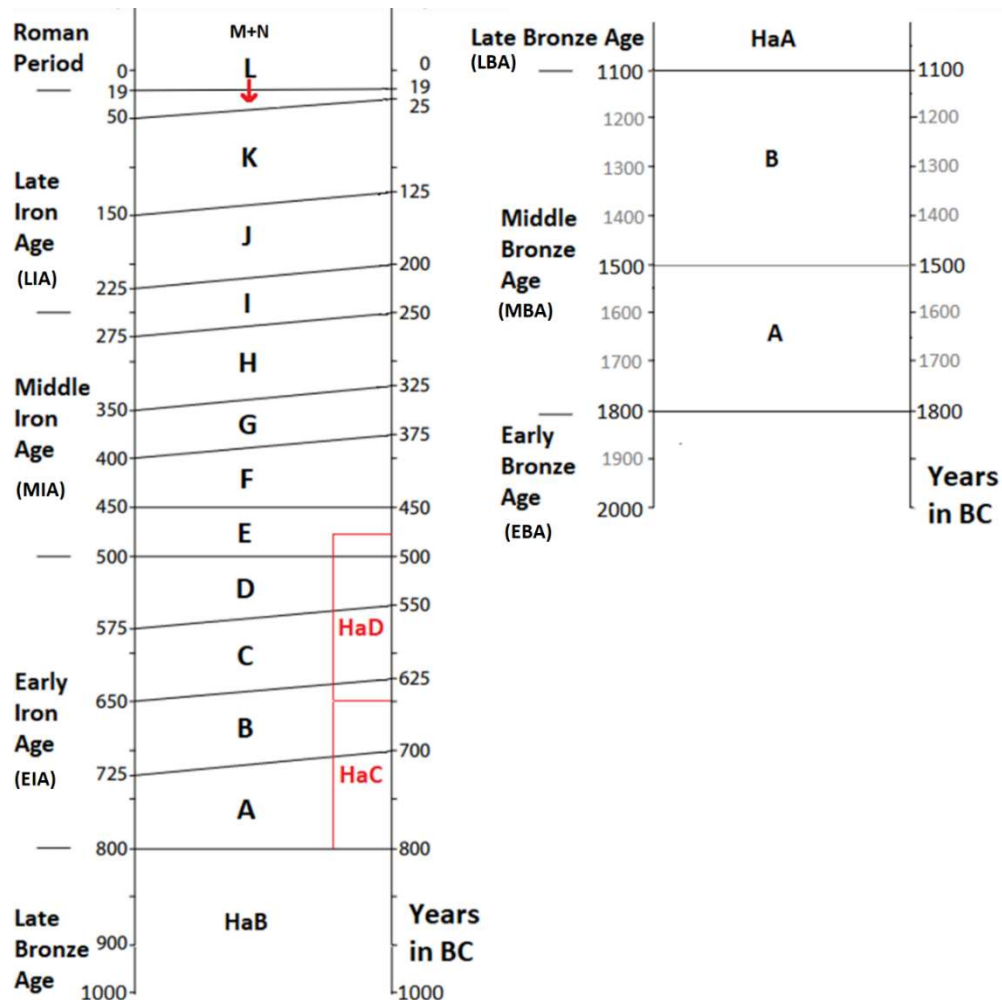 Roman
Period
M+N
L
0
0
19
19
25
50
K
125
Late
Iron
Age
(LIA)
150
J
200
225
I
250
275
H
325
350
G
375
Middle
Iron
Age
(MIA)
400
F
450
450
E
500
500
D
550
HaD
575
C
625
Early
Iron
Age
(EIA)
650
B
700
HaC
725
A
800
800
HaB
Late
Bronze
Age
900
Years
in BC
1000
1000
Late Bronze Age
(LBA)
HaA
1100
1100
1200
1200
B
1300
1300
1400
1400
Middle
Bronze
Age
(MBA)
1500
1500
1600
1600
A
1700
1700
1800
1800
Early
Bronze
Age
(EBA)
1900
2000
Years
in BC